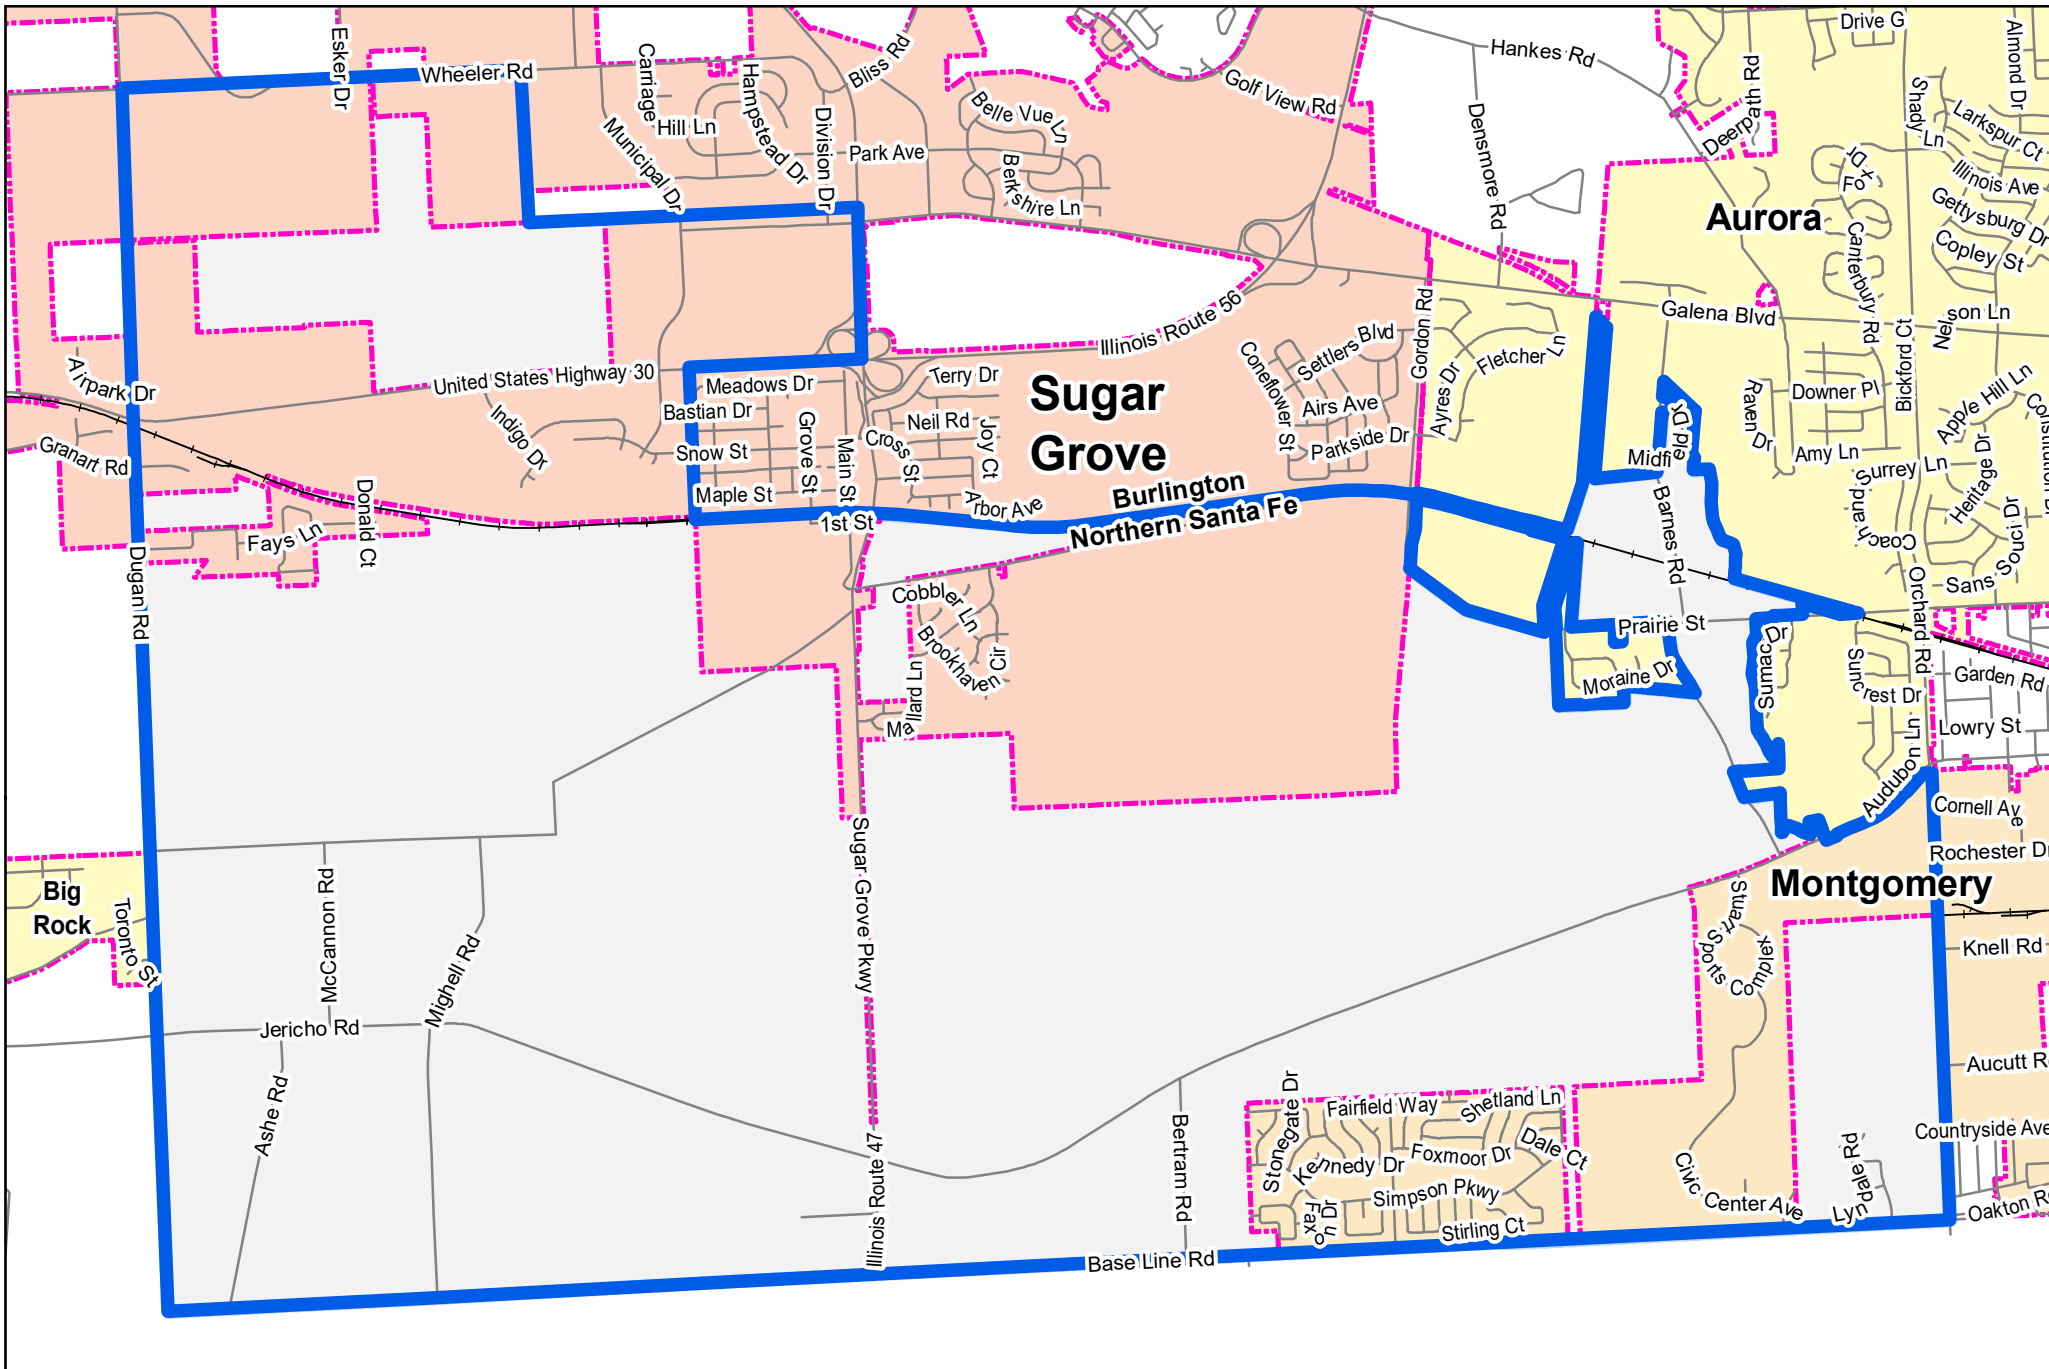 Drive G
Almond Dr
Esker Dr
Wheeler Rd
Carriage
Hill Ln
Hampstead Dr
Municipal Dr
Division Dr
Bliss Rd
Park Ave
Belle Vue Ln
Berkshire Ln
Golf View Rd
Hankes Rd
Densmore Rd
Deerpath Rd
Shady Ln
Larkspur Ct
Illinois Ave
Gettysburg Dr
Copley St
Fox Dr
Canterbury Rd
Aurora
Galena Blvd
Bickford Ct
Nelson Ln
Illinois Route 56
Gordon Rd
Fletcher Ln
Ayres Dr
Settlers Blvd
Coneflower St
Airs Ave
Parkside Dr
Sugar
Grove
Airpark Dr
Granart Rd
United States Highway 30
Indigo Dr
Meadows Dr
Bastian Dr
Snow St
Maple St
Grove St
Main St
Cross St
Terry Dr
Neil Rd
Joy Ct
Arbor Ave
1st St
Burlington
Northern Santa Fe
Midfield Dr
Barnes Rd
Raven Dr
Downer Pl
Amy Ln
Apple Hill Ln
Surrey Ln
Heritage Dr
Sans Souci Dr
Orchard Rd
Donald Ct
Fays Ln
Dugan Rd
Cobbler Ln
Brookhaven Cir
Mallard Ln
Prairie St
Moraine Dr
Sumac Dr
Suncrest Dr
Garden Rd
Lowry St
Audubon Ln
Cornell Ave
Rochester Dr
Montgomery
Big
Rock
Toronto St
McCannon Rd
Mighell Rd
Jericho Rd
Ashe Rd
Sugar Grove Pkwy
Illinois Route 47
Bertram Rd
Stuart Sports Complex
Knell Rd
Aucutt R
Countryside Ave
Oakton R
Stonegate Dr
Fairfield Way
Shetland Ln
Kennedy Dr
Foxmoor Dr
Dale Ct
Simpson Pkwy
Faxon Dr
Stirling Ct
Civic Center Ave
Lyndale Rd
Base Line Rd